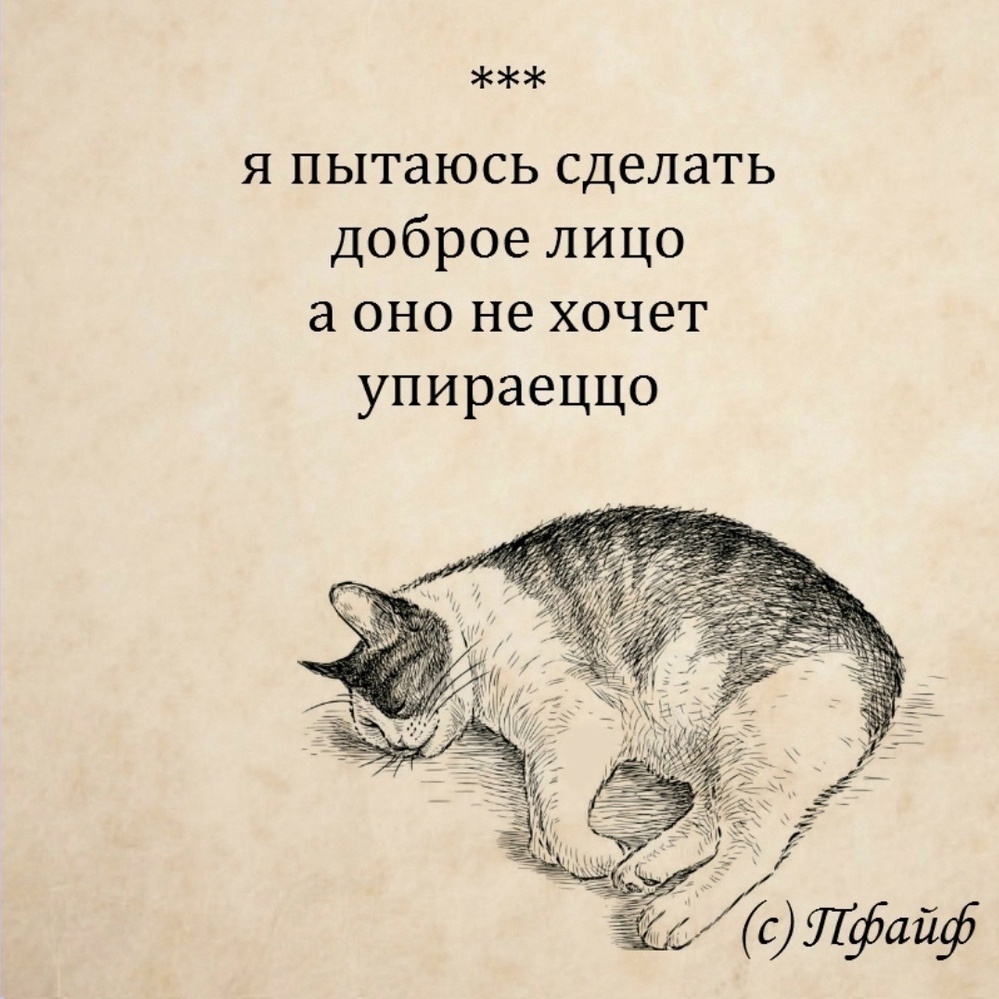 ***
я пытаюсь сделать
доброе лицо
а оно не хочет
упираеццо
(с) Пфайф